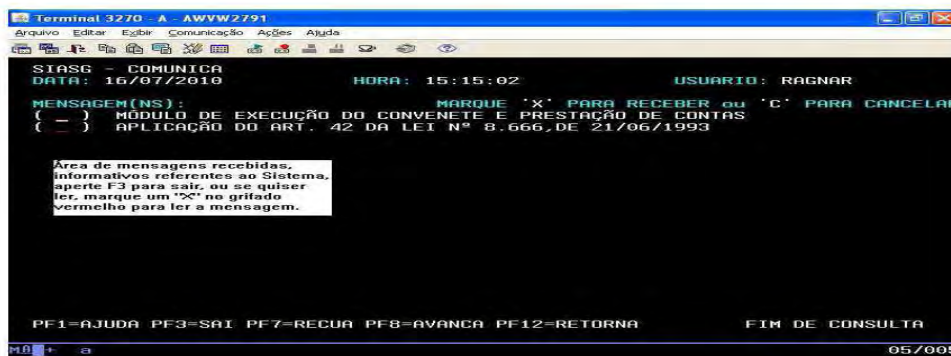 Terminal 3270 - A - AWVW2791
Arquivo Editar Exibir Comunicação Ações Ajuda
SIASG - COMUNICA
DATA: 16/07/2010 HORA: 15:15:02 USUARIO: RAGNAR
MENSAGEM(NS): MARQUE 'X' PARA RECEBER ou 'C' PARA CANCELAR
( _ ) MÓDULO DE EXECUÇÃO DO CONVENETE E PRESTAÇÃO DE CONTAS
( _ ) APLICAÇÃO DO ART. 42 DA LEI Nº 8.666,DE 21/06/1993
Área de mensagens recebidas,
informativos referentes ao Sistema,
aperte F3 para sair, ou se quiser
ler, marque um "X" no grifado
vermelho para ler a mensagem.
PF1=AJUDA PF3=SAI PF7=RECUA PF8=AVANCA PF12=RETORNA FIM DE CONSULTA
a 05/009